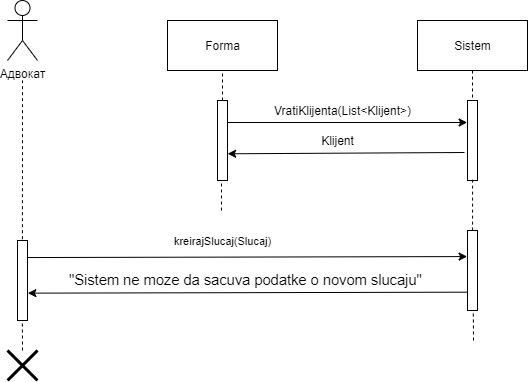 Forma
Sistem
Адвокат
VratiKlijenta(List<Klijent>)
Klijent
kreirajSlucaj(Slucaj)
"Sistem ne moze da sacuva podatke o novom slucaju"